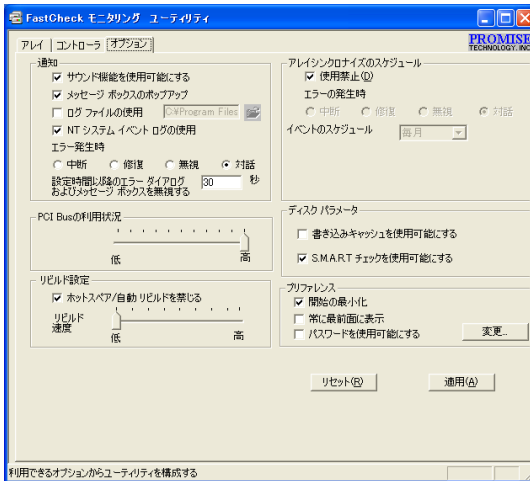 FastCheck モニタリング ユーティリティ
アレイ コントローラ オプション
PROMISE
TECHNOLOGY, INC.
通知
サウンド機能を使用可能にする
メッセージ ボックスのポップアップ
ログ ファイルの使用 C:¥Program Files
NT システム イベント ログの使用
エラー発生時
中断 修復 無視 対話
設定時間以降のエラー ダイアログ
およびメッセージ ボックスを無視する
30 秒
PCI Busの利用状況
低 高
リビルド設定
ホットスペア/自動 リビルドを禁じる
リビルド
速度
低 高
アレイシンクロナイズのスケジュール
使用禁止(D)
エラーの発生時
中断 修復 無視 対話
イベントのスケジュール 毎月
ディスク パラメータ
書き込みキャッシュを使用可能にする
S.M.A.R.T チェックを使用可能にする
プリファレンス
開始の最小化
常に最前面に表示
パスワードを使用可能にする 変更...
リセット(R) 適用(A)
利用できるオプションからユーティリティを構成する